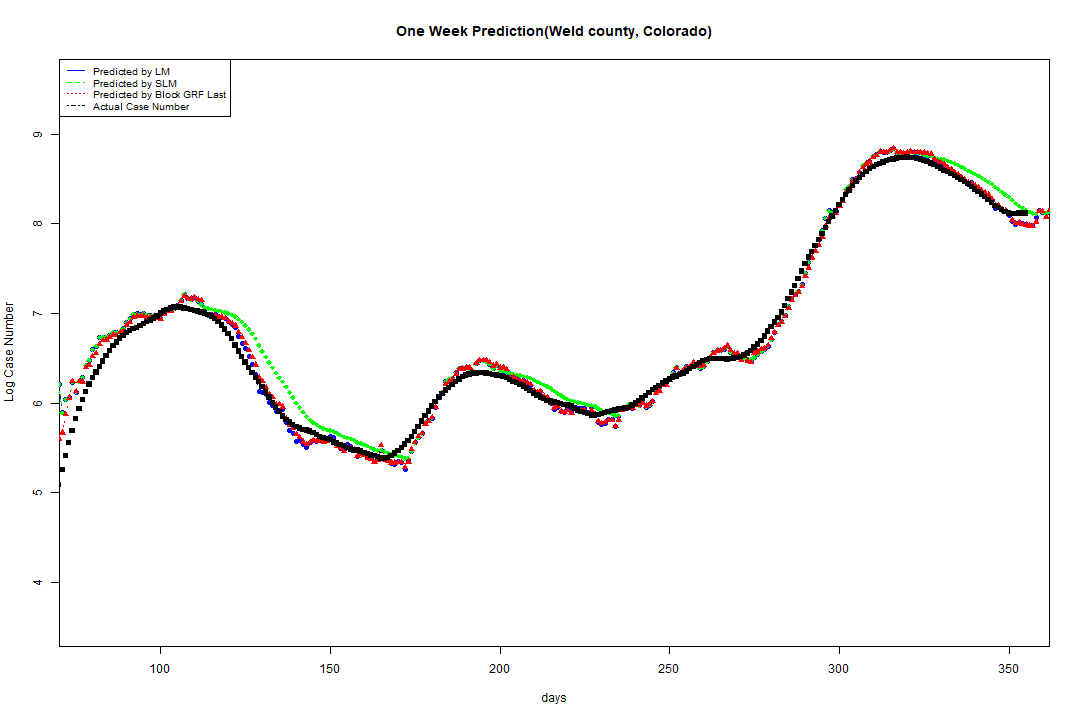 One Week Prediction(Weld county, Colorado)
Predicted by LM
Predicted by SLM
Predicted by Block GRF Last
Actual Case Number
Log Case Number
9
8
7
6
5
4
100 150 200 250 300 350
days